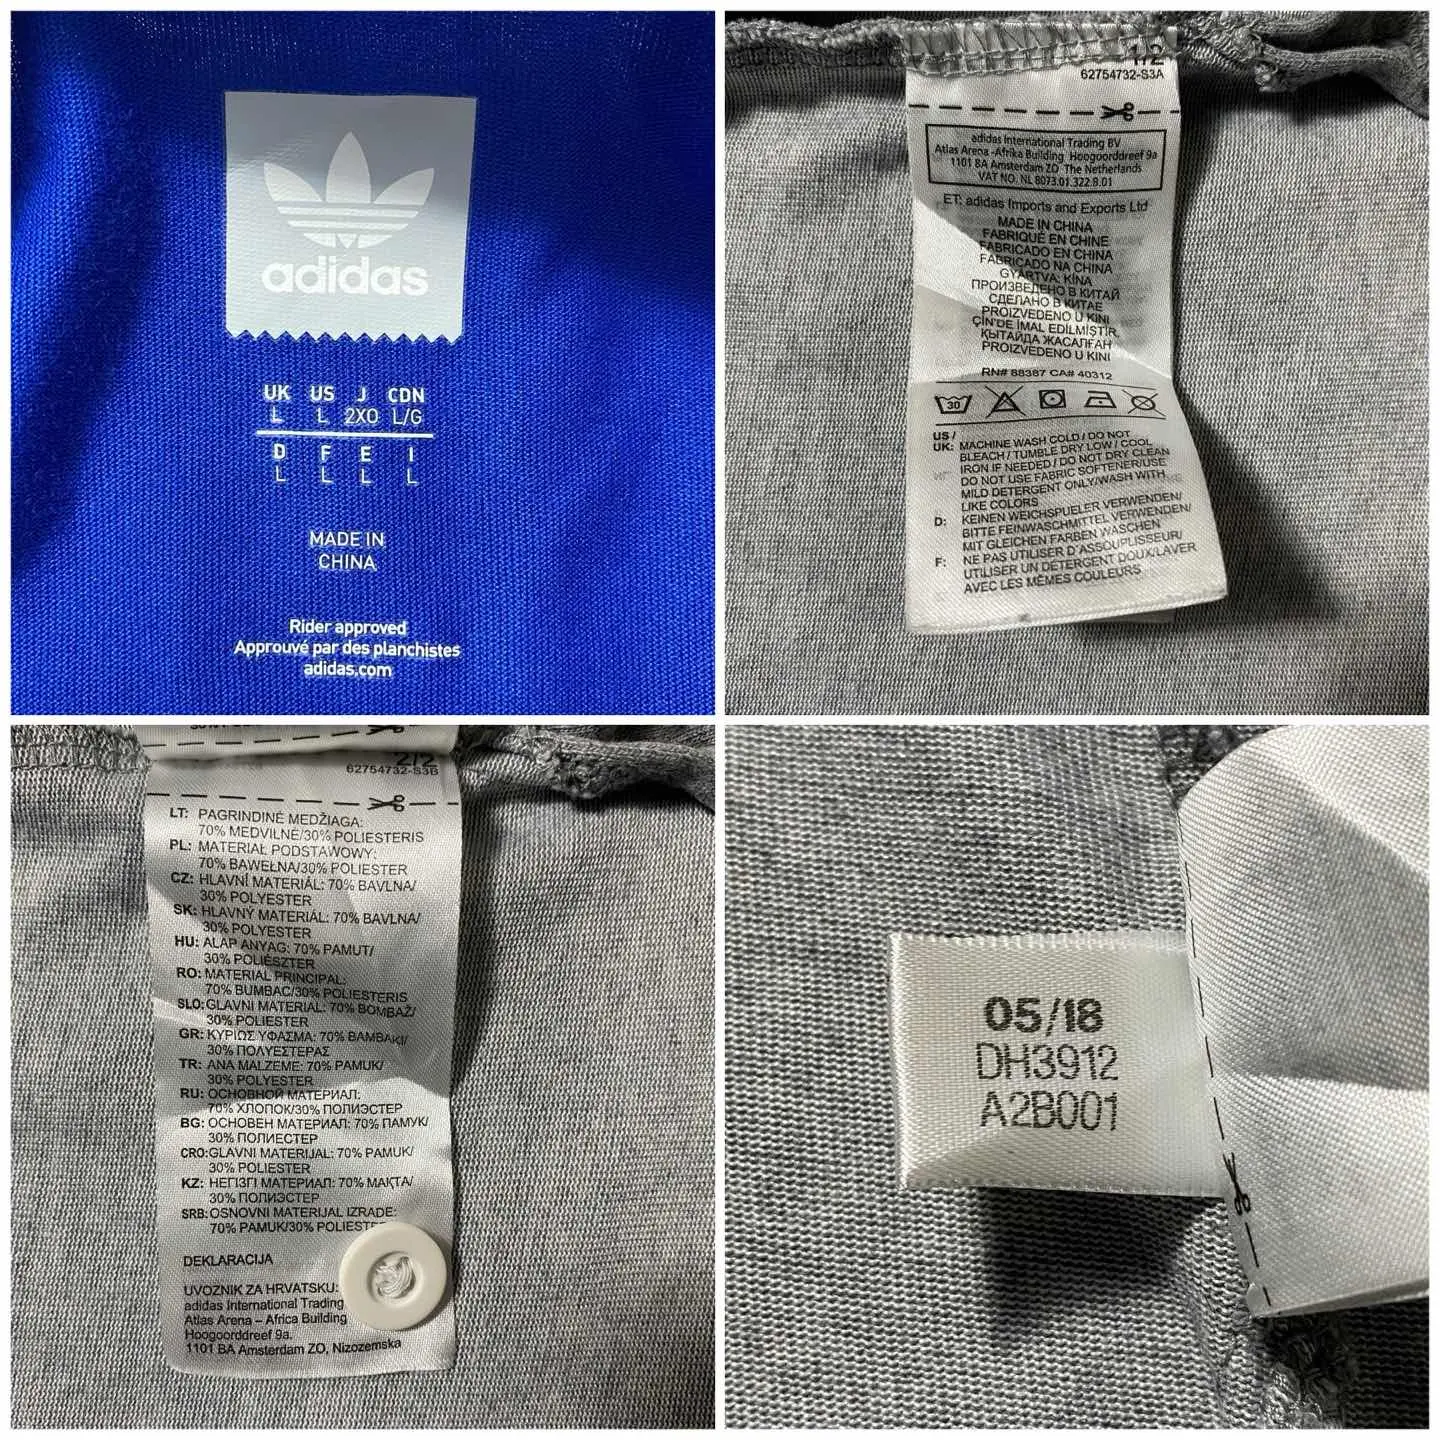 adidas
UK US J CDN
L L 2XO L/G
D F E I
L L L L
MADE IN
CHINA
Rider approved
Approuvé par des planchistes
adidas.com
1/2
62754732-S3A
adidas International Trading BV
Atlas Arena -Afrika Building Hoogoorddreef 9a
1101 BA Amsterdam ZO The Netherlands
VAT NO. NL 8073.01.322.B.01
ET: adidas Imports and Exports Ltd
MADE IN CHINA
FABRIQUÉ EN CHINE
FABRICADO EN CHINA
FABRICADO NA CHINA
GYÁRTVA: KÍNA
ПРОИЗВЕДЕНО В КИТАЙ
СДЕЛАНО В КИТАЕ
PROIZVEDENO U KINI
ÇİN'DE İMAL EDİLMİŞTİR.
ҚЫТАЙДА ЖАСАЛҒАН
PROIZVEDENO U KINI
RN# 88387 CA# 40312
30
US /
UK: MACHINE WASH COLD / DO NOT
BLEACH / TUMBLE DRY LOW / COOL
IRON IF NEEDED / DO NOT DRY CLEAN
DO NOT USE FABRIC SOFTENER/USE
MILD DETERGENT ONLY/WASH WITH
LIKE COLORS
D: KEINEN WEICHSPUELER VERWENDEN/
BITTE FEINWASCHMITTEL VERWENDEN/
MIT GLEICHEN FARBEN WASCHEN
F: NE PAS UTILISER D'ASSOUPLISSEUR/
UTILISER UN DETERGENT DOUX/LAVER
AVEC LES MÊMES COULEURS
2/2
62754732-S3B
LT: PAGRINDINĖ MEDŽIAGA:
70% MEDVILNĖ/30% POLIESTERIS
PL: MATERIAŁ PODSTAWOWY:
70% BAWEŁNA/30% POLIESTER
CZ: HLAVNÍ MATERIÁL: 70% BAVLNA/
30% POLYESTER
SK: HLAVNÝ MATERIÁL: 70% BAVLNA/
30% POLYESTER
HU: ALAP ANYAG: 70% PAMUT/
30% POLIÉSZTER
RO: MATERIAL PRINCIPAL:
70% BUMBAC/30% POLIESTERIS
SLO: GLAVNI MATERIAL: 70% BOMBAŽ/
30% POLIESTER
GR: ΚΥΡΙΩΣ ΥΦΑΣΜΑ: 70% ΒΑΜΒΑΚΙ/
30% ΠΟΛΥΕΣΤΕΡΑΣ
TR: ANA MALZEME: 70% PAMUK/
30% POLYESTER
RU: ОСНОВНОЙ МАТЕРИАЛ:
70% ХЛОПОК/30% ПОЛИЭСТЕР
BG: ОСНОВЕН МАТЕРИАЛ: 70% ПАМУК/
30% ПОЛИЕСТЕР
CRO: GLAVNI MATERIJAL: 70% PAMUK/
30% POLIESTER
KZ: НЕГІЗГІ МАТЕРИАЛ: 70% МАҚТА/
30% ПОЛИЭСТЕР
SRB: OSNOVNI MATERIJAL IZRADE:
70% PAMUK/30%
DEKLARACIJA
UVOZNIK ZA HRVATSKU:
adidas International Trading
Atlas Arena – Africa Building
Hoogoorddreef 9a.
1101 BA Amsterdam ZO, Nizozemska
05/18
DH3912
A2B001